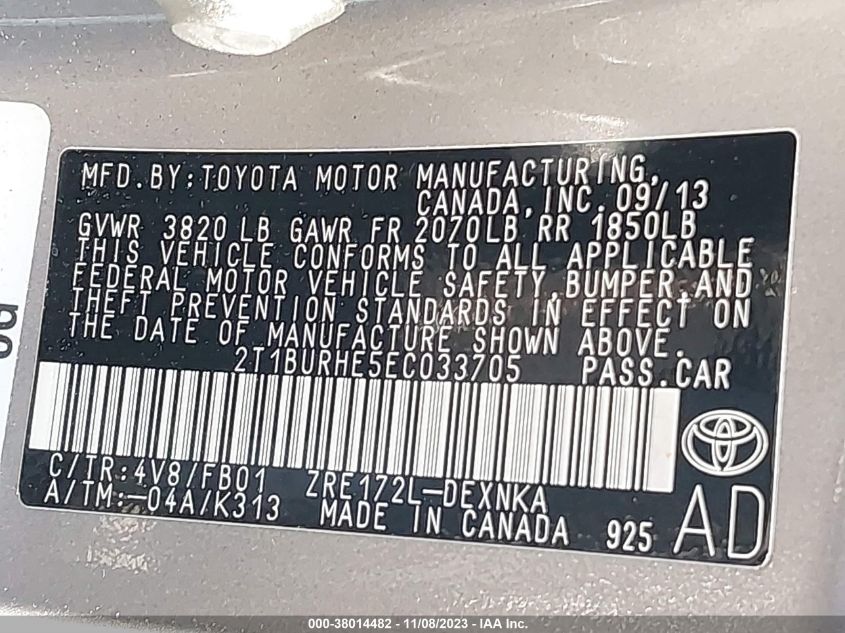 MFD.BY:TOYOTA MOTOR MANUFACTURING,
CANADA,INC. 09/13
GVWR 3820 LB GAWR FR 2070LB,RR 1850LB
THIS VEHICLE CONFORMS TO ALL APPLICABLE
FEDERAL MOTOR VEHICLE SAFETY,BUMPER,AND
THEFT PREVENTION STANDARDS IN EFFECT ON
THE DATE OF MANUFACTURE SHOWN ABOVE.
2T1BURHE5EC033705 PASS.CAR
C/TR:4V8/FB01 ZRE172L-DEXNKA
A/TM:-04A/K313 MADE IN CANADA 925 AD
000-38014482 - 11/08/2023 - IAA Inc.